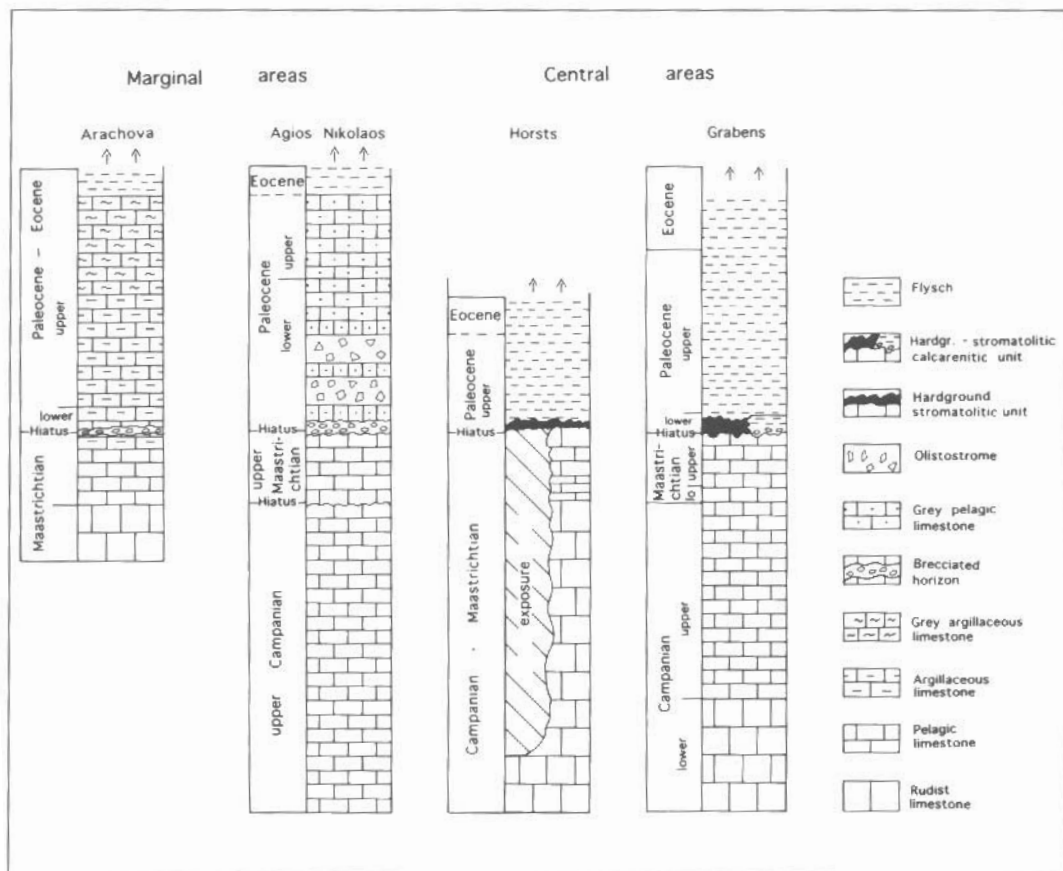 Marginal areas
Central areas
Arachova
Agios Nikolaos
Horsts
Grabens
Paleocene - Eocene
upper
lower
Hiatus
Maastrichtian
Eocene
Paleocene
upper
lower
Hiatus
upper
Maastrichtian
Hiatus
upper Campanian
Eocene
Paleocene
upper
Hiatus
Campanian - Maastrichtian
exposure
Eocene
Paleocene
upper
lower
Hiatus
Maastri-
chtian
lo upper
Campanian
upper
lower
Flysch
Hardgr. - stromatolitic
calcarenitic unit
Hardground
stromatolitic unit
Olistostrome
Grey pelagic
limestone
Brecciated
horizon
Grey argillaceous
limestone
Argillaceous
limestone
Pelagic
limestone
Rudist
limestone